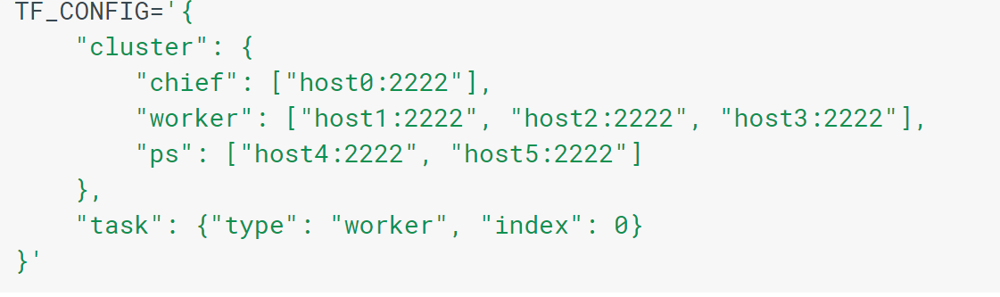 TF_CONFIG='{
    "cluster": {
        "chief": ["host0:2222"],
        "worker": ["host1:2222", "host2:2222", "host3:2222"],
        "ps": ["host4:2222", "host5:2222"]
    },
    "task": {"type": "worker", "index": 0}
}'